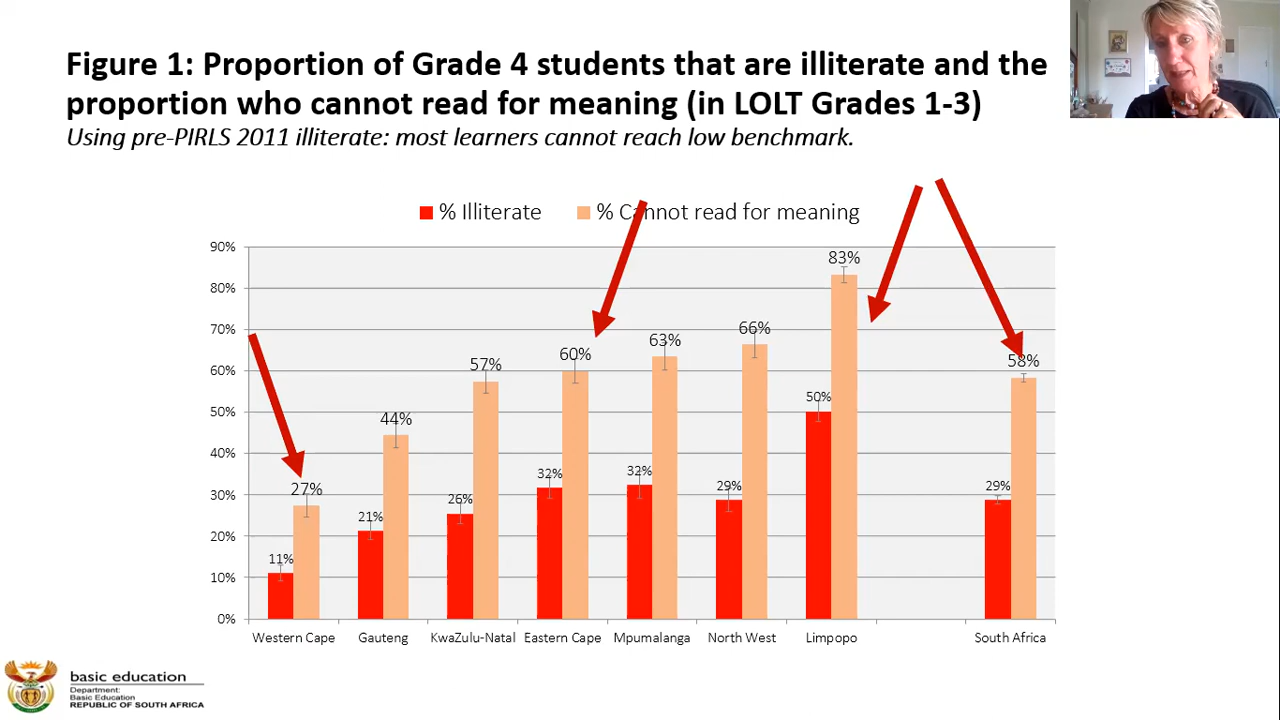 Figure 1: Proportion of Grade 4 students that are illiterate and the
proportion who cannot read for meaning (in LOLT Grades 1-3)
Using pre-PIRLS 2011 illiterate: most learners cannot reach low benchmark.
% Illiterate % Cannot read for meaning
90%
80%
70%
60%
50%
40%
30%
20%
10%
0%
11% 27%
21% 44%
26% 57%
32% 60%
32% 63%
29% 66%
50% 83%
29% 58%
Western Cape Gauteng KwaZulu-Natal Eastern Cape Mpumalanga North West Limpopo South Africa
basic education
Department:
Basic Education
REPUBLIC OF SOUTH AFRICA